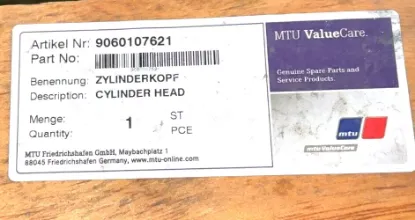 Artikel Nr: 9060107621
Part No:
Benennung: ZYLINDERKOPF
Description: CYLINDER HEAD
Menge: 1 ST
Quantity: PCE
MTU Friedrichshafen GmbH, Maybachplatz 1
88045 Friedrichshafen Germany, www.mtu-online.com
MTU ValueCare.
Genuine Spare Parts and
Service Products.
mtu
mtuValueCare